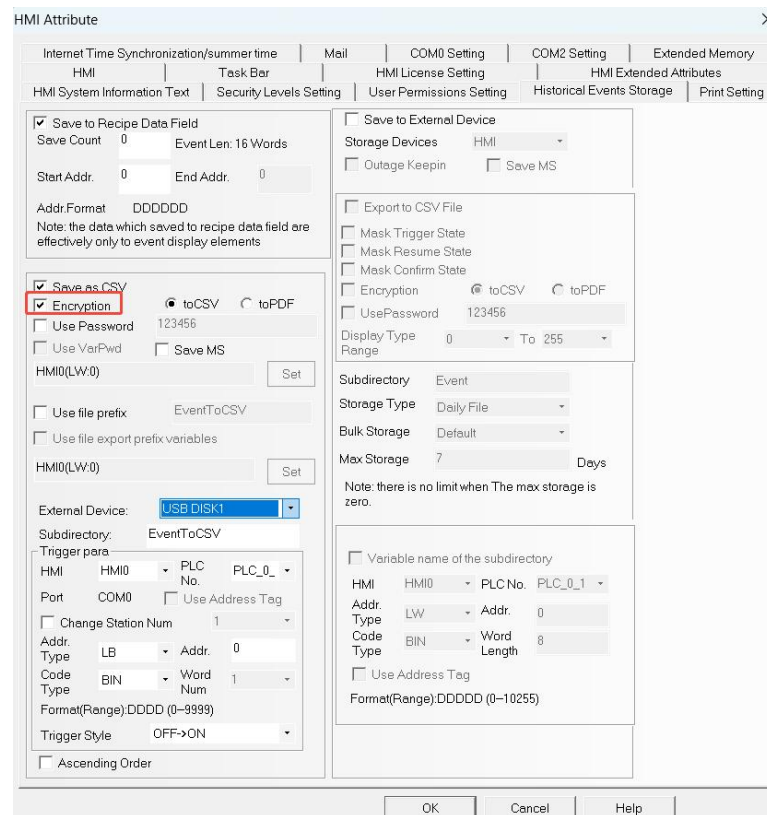 HMI Attribute
Internet Time Synchronization/summer time
Mail
COM0 Setting
COM2 Setting
Extended Memory
HMI
Task Bar
HMI License Setting
HMI Extended Attributes
HMI System Information Text
Security Levels Setting
User Permissions Setting
Historical Events Storage
Print Setting
Save to Recipe Data Field
Save Count 0 Event Len: 16 Words
Start Addr. 0 End Addr. 0
Addr.Format DDDDDD
Note: the data which saved to recipe data field are
effectively only to event display elements
Save as CSV
Encryption toCSV toPDF
Use Password 123456
Use VarPwd Save MS
HMI0(LW:0) Set
Use file prefix EventToCSV
Use file export prefix variables
HMI0(LW:0) Set
External Device: USB DISK1
Subdirectory: EventToCSV
Trigger para
HMI HMI0 PLC No. PLC_0_
Port COM0 Use Address Tag
Change Station Num 1
Addr. Type LB Addr. 0
Code Type BIN Word Num 1
Format(Range):DDDD (0~9999)
Trigger Style OFF->ON
Ascending Order
Save to External Device
Storage Devices HMI
Outage Keepin Save MS
Export to CSV File
Mask Trigger State
Mask Resume State
Mask Confirm State
Encryption toCSV toPDF
UsePassword 123456
Display Type Range 0 To 255
Subdirectory Event
Storage Type Daily File
Bulk Storage Default
Max Storage 7 Days
Note: there is no limit when The max storage is
zero.
Variable name of the subdirectory
HMI HMI0 PLC No. PLC_0_1
Addr. Type LW Addr. 0
Code Type BIN Word Length 8
Use Address Tag
Format(Range):DDDDD (0~10255)
OK
Cancel
Help